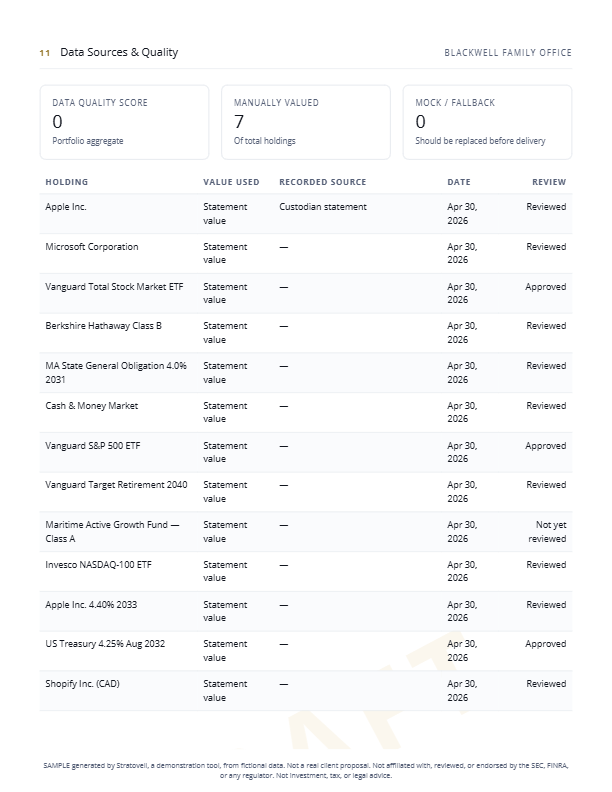 11 Data Sources & Quality BLACKWELL FAMILY OFFICE
DATA QUALITY SCORE MANUALLY VALUED MOCK / FALLBACK
0 7 0
Portfolio aggregate Of total holdings Should be replaced before delivery
HOLDING VALUE USED RECORDED SOURCE DATE REVIEW
Apple Inc. Statement Custodian statement Apr 30, Reviewed
value 2026
Microsoft Corporation Statement — Apr 30, Reviewed
value 2026
Vanguard Total Stock Market ETF Statement — Apr 30, Approved
value 2026
Berkshire Hathaway Class B Statement — Apr 30, Reviewed
value 2026
MA State General Obligation 4.0% Statement — Apr 30, Reviewed
2031 value 2026
Cash & Money Market Statement — Apr 30, Reviewed
value 2026
Vanguard S&P 500 ETF Statement — Apr 30, Approved
value 2026
Vanguard Target Retirement 2040 Statement — Apr 30, Reviewed
value 2026
Maritime Active Growth Fund — Statement — Apr 30, Not yet
Class A value 2026 reviewed
Invesco NASDAQ-100 ETF Statement — Apr 30, Reviewed
value 2026
Apple Inc. 4.40% 2033 Statement — Apr 30, Reviewed
value 2026
US Treasury 4.25% Aug 2032 Statement — Apr 30, Approved
value 2026
Shopify Inc. (CAD) Statement — Apr 30, Reviewed
value 2026
SAMPLE generated by Stratovell, a demonstration tool, from fictional data. Not a real client proposal. Not affiliated with, reviewed, or endorsed by the SEC, FINRA,
or any regulator. Not investment, tax, or legal advice.